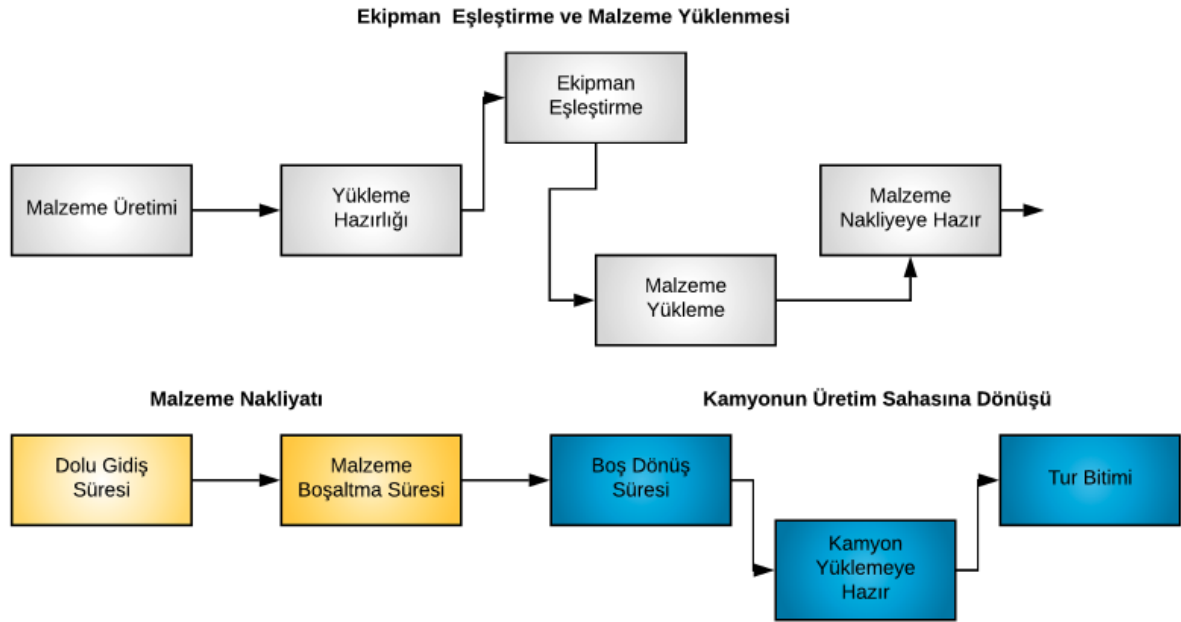 Ekipman Eşleştirme ve Malzeme Yüklenmesi
Malzeme Üretimi
Yükleme
Hazırlığı
Ekipman
Eşleştirme
Malzeme
Yükleme
Malzeme
Nakliyeye Hazır
Malzeme Nakliyatı
Dolu Gidiş
Süresi
Malzeme
Boşaltma Süresi
Kamyonun Üretim Sahasına Dönüşü
Boş Dönüş
Süresi
Kamyon
Yüklemeye
Hazır
Tur Bitimi